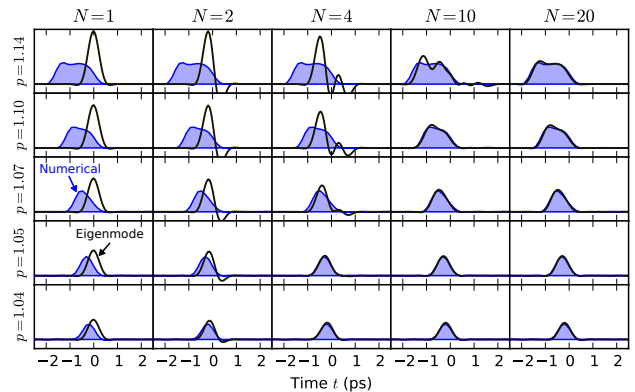 N=1 N=2 N=4 N=10 N=20
p=1.14
p=1.10
p=1.07
Numerical
p=1.05
Eigenmode
p=1.04
−2 −1 0 1 2 −2 −1 0 1 2 −2 −1 0 1 2 −2 −1 0 1 2 −2 −1 0 1 2
Time t (ps)